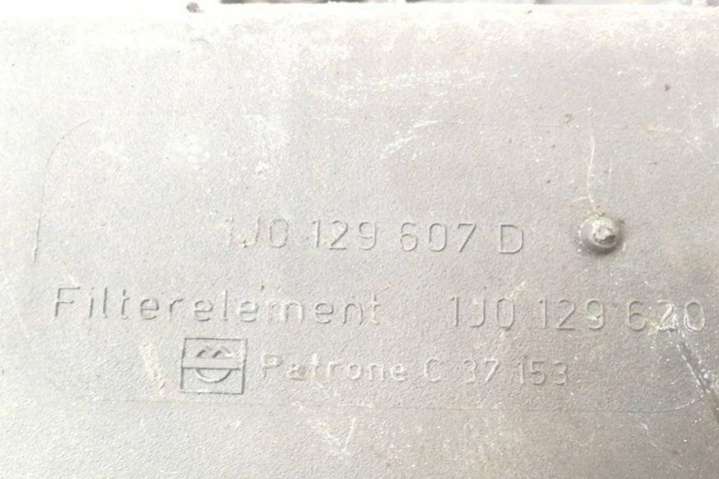 1J0 129 607 D
Filterelement 1J0 129 620
Patrone C 37 153